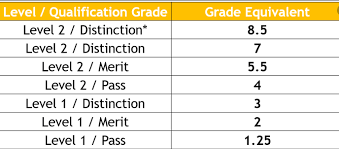 Level / Qualification Grade Grade Equivalent
Level 2 / Distinction* 8.5
Level 2 / Distinction 7
Level 2 / Merit 5.5
Level 2 / Pass 4
Level 1 / Distinction 3
Level 1 / Merit 2
Level 1 / Pass 1.25